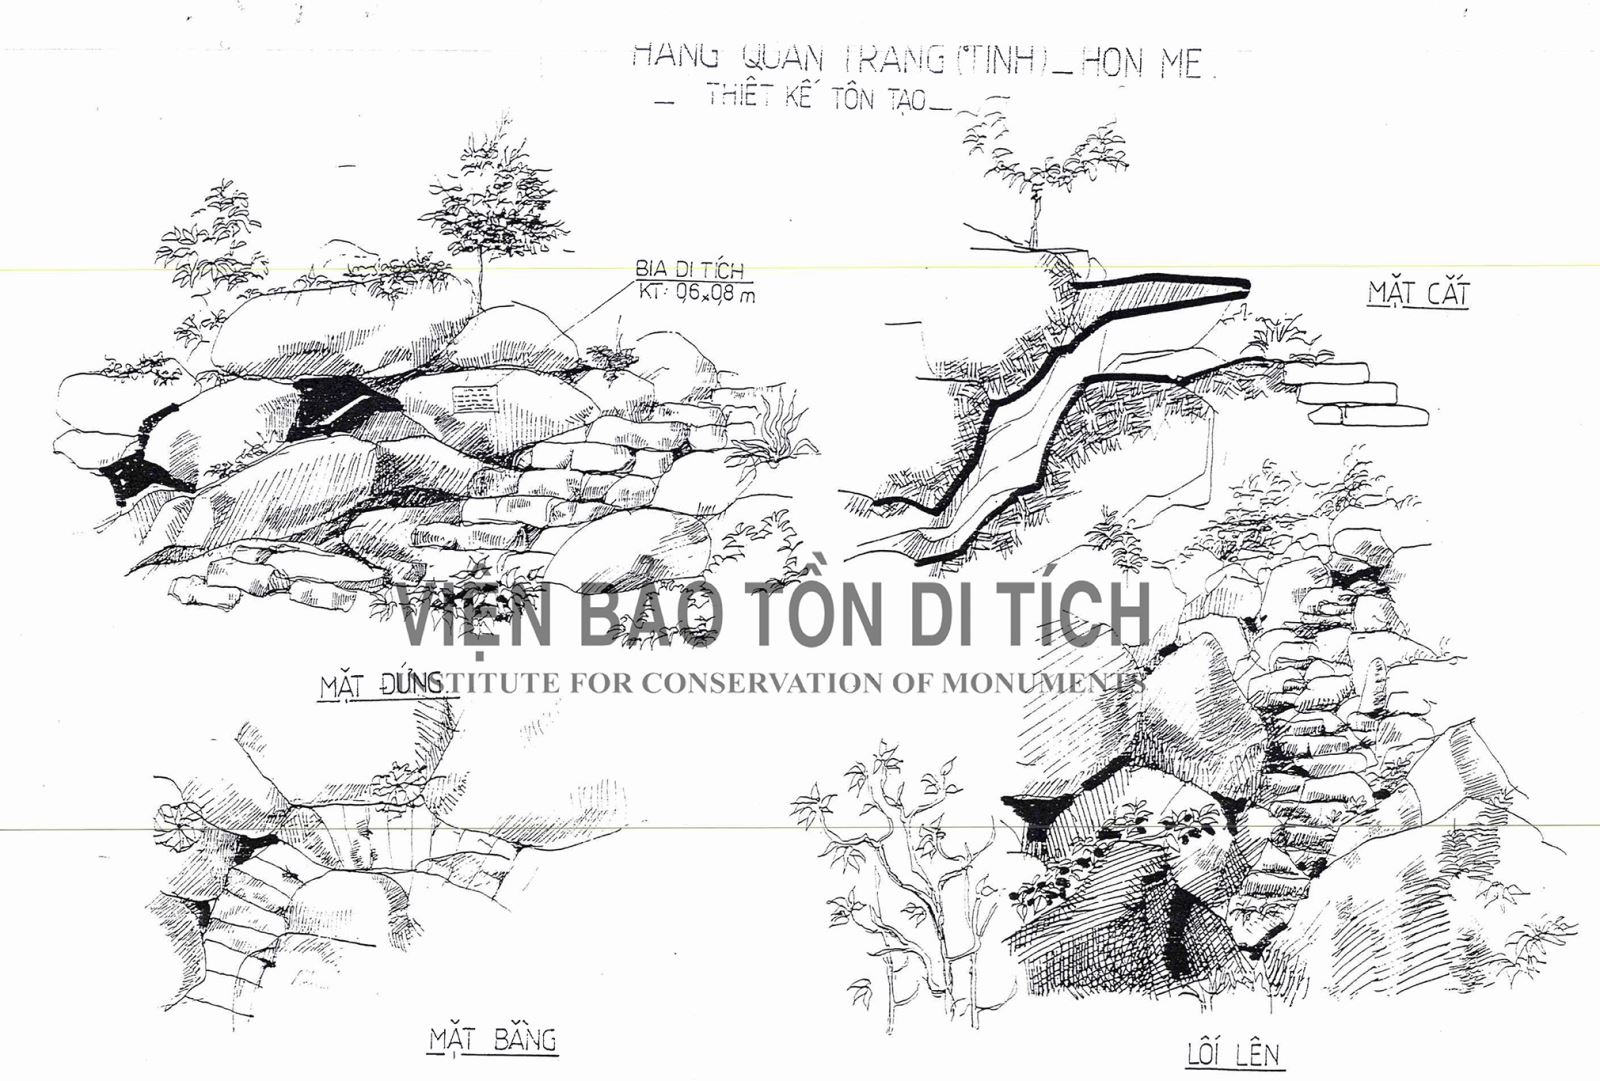 HANG QUÂN TRANG (TỈNH) _ HÒN ME.
_ THIẾT KẾ TÔN TẠO _
BIA DI TÍCH
KT: 0,6 x 0,8 m
MẶT CẮT
VIỆN BẢO TỒN DI TÍCH
INSTITUTE FOR CONSERVATION OF MONUMENTS
MẶT ĐỨNG
MẶT BẰNG
LỐI LÊN